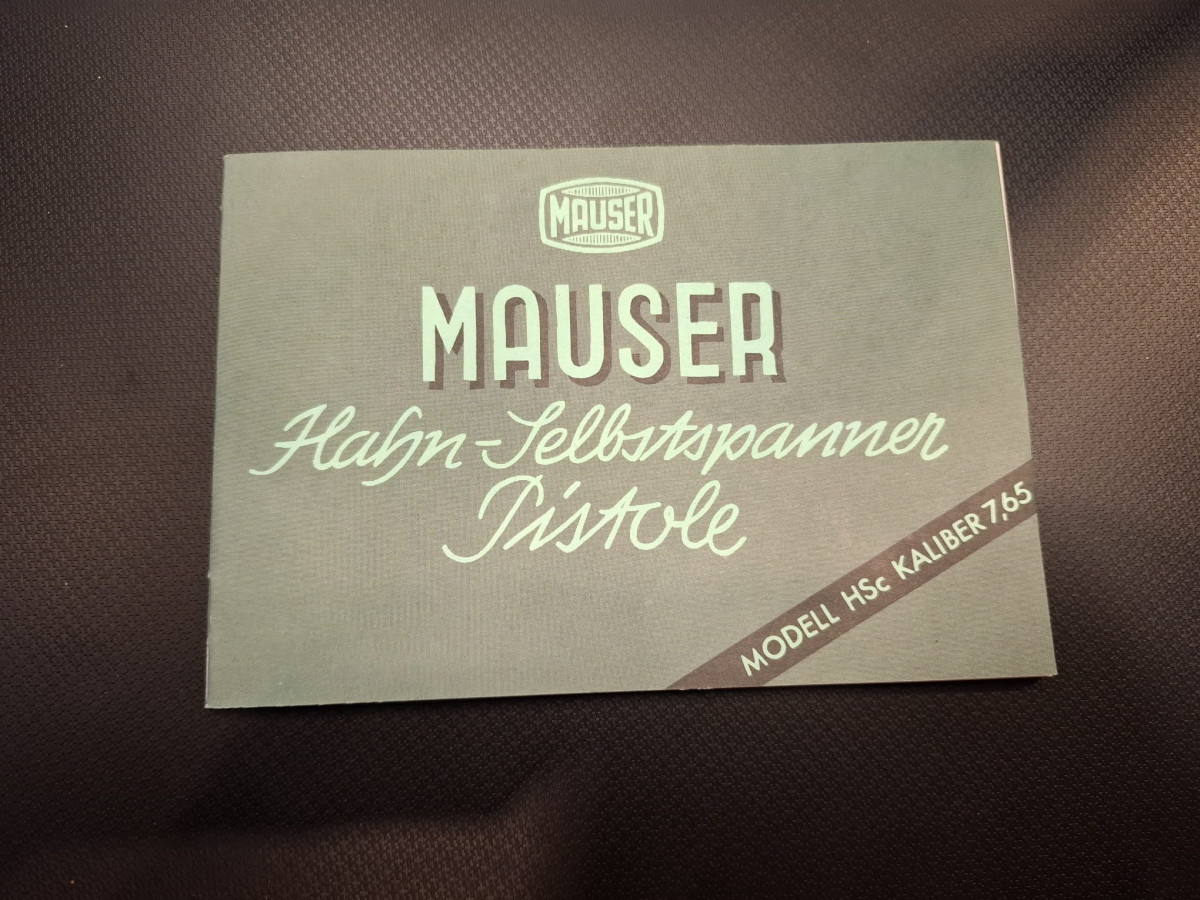 MAUSER
MAUSER
Hahn-Selbstspanner
Pistole
MODELL HSc KALIBER 7,65